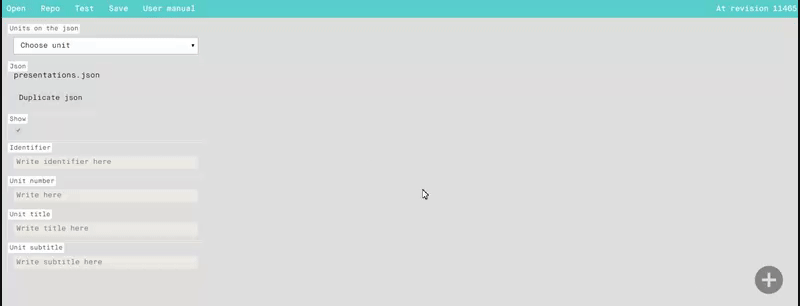 Open Repo Test Save User manual At revision 11465
Units on the json
Choose unit
Json
presentations.json
Duplicate json
Show
Identifier
Write identifier here
Unit number
Write here
Unit title
Write title here
Unit subtitle
Write subtitle here